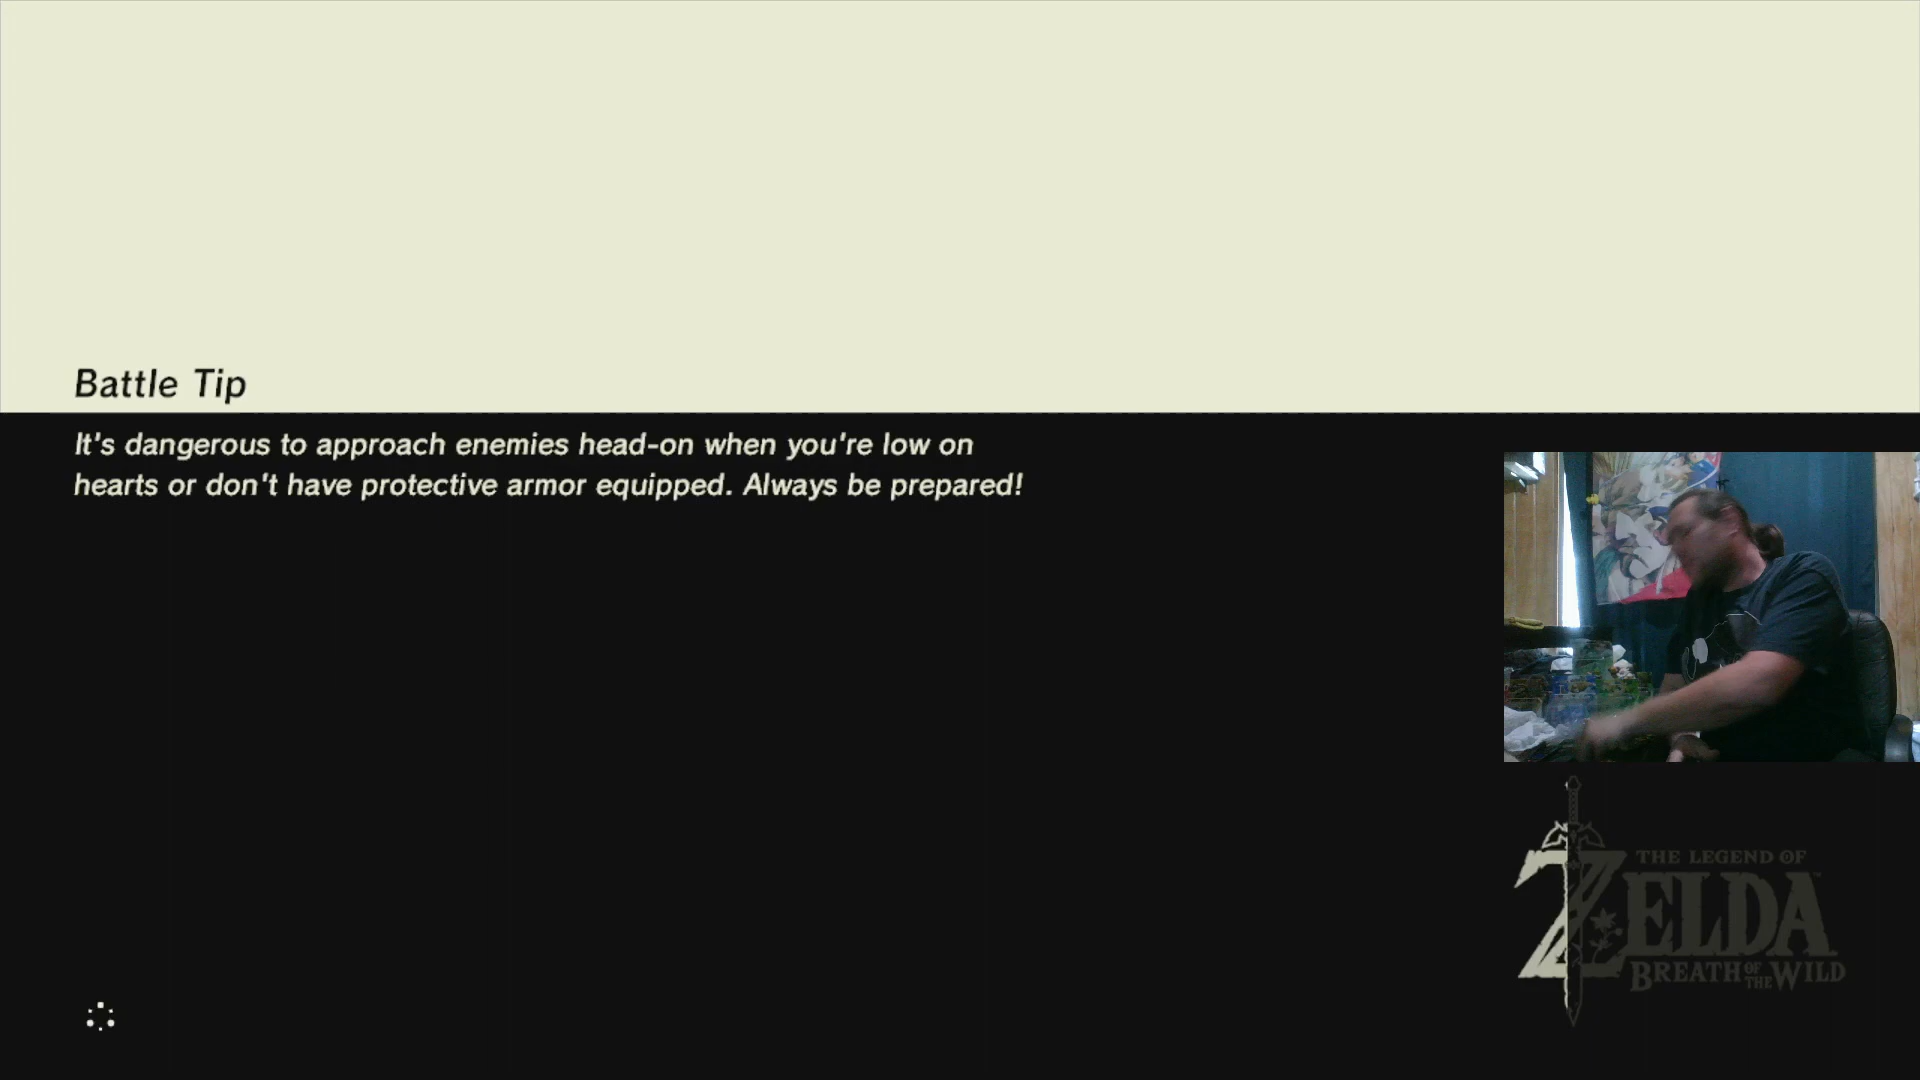 Battle Tip
It's dangerous to approach enemies head-on when you're low on
hearts or don't have protective armor equipped. Always be prepared!
THE LEGEND OF
ZELDA
BREATH OF THE WILD